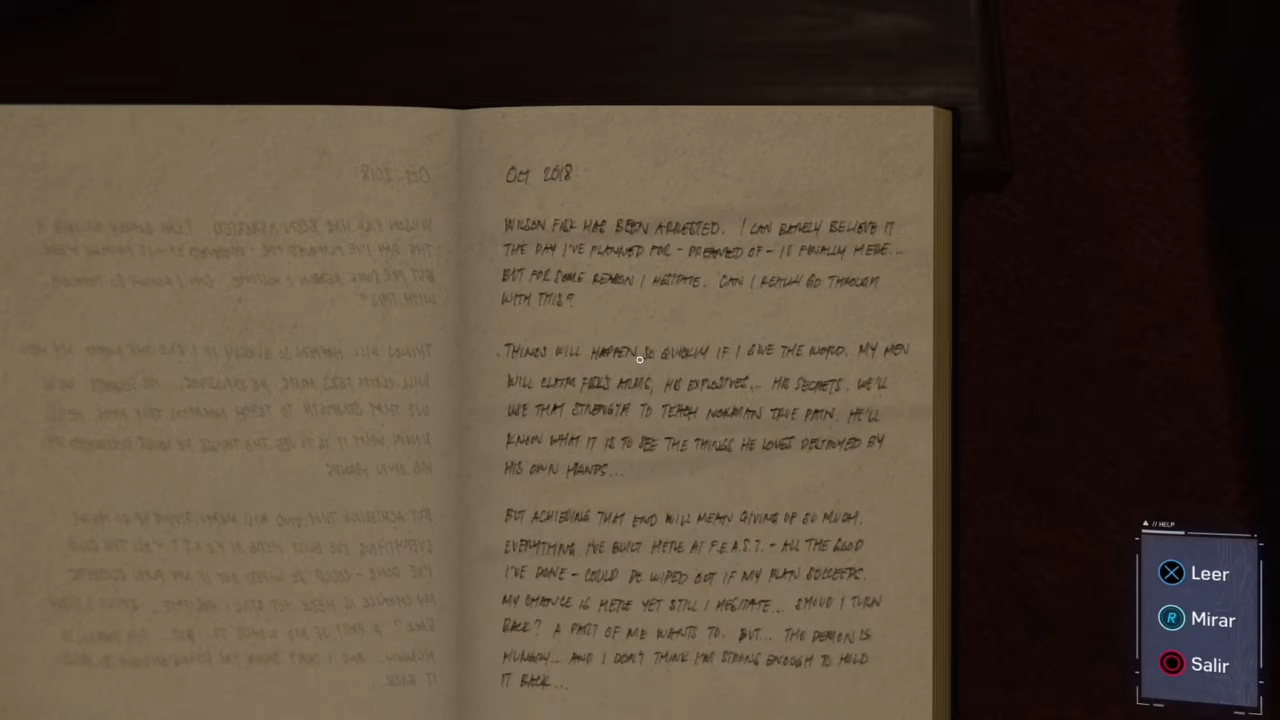 Oct 2018:
WILSON FISK HAS BEEN ARRESTED. I CAN BARELY BELIEVE IT.
THE DAY I'VE PLANNED FOR - DREAMED OF - IS FINALLY HERE...
BUT FOR SOME REASON I HESITATE. CAN I REALLY GO THROUGH
WITH THIS?
THINGS WILL HAPPEN SO QUICKLY IF I GIVE THE WORD. MY MEN
WILL CLAIM FISK'S ARMS, HIS EXPLOSIVES... HIS SECRETS. WE'LL
USE THAT STRENGTH TO TEACH NORMAN TRUE PAIN. HE'LL
KNOW WHAT IT IS TO SEE THE THINGS HE LOVES DESTROYED BY
HIS OWN HANDS...
BUT ACHIEVING THAT END WILL MEAN GIVING UP SO MUCH.
EVERYTHING I'VE BUILT HERE AT F.E.A.S.T. - ALL THE GOOD
I'VE DONE - COULD BE WIPED OUT IF MY PLAN SUCCEEDS.
MY CHANCE IS HERE YET STILL I HESITATE... SHOULD I TURN
BACK? A PART OF ME WANTS TO. BUT... THE DEMON IS
HUNGRY... AND I DON'T THINK I'M STRONG ENOUGH TO HOLD
IT BACK...
// HELP
Leer
R Mirar
Salir